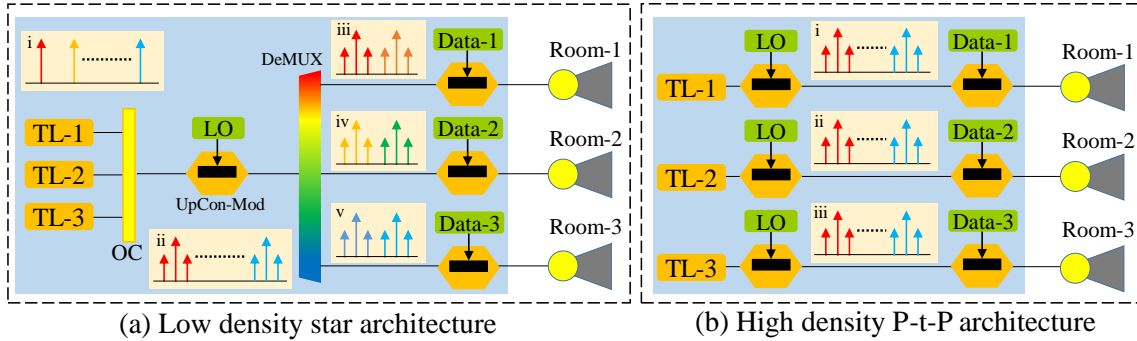 i
TL-1
TL-2
TL-3
OC
LO
UpCon-Mod
ii
DeMUX
iii
Data-1
Room-1
iv
Data-2
Room-2
v
Data-3
Room-3
(a) Low density star architecture
TL-1
LO
i
Data-1
Room-1
TL-2
LO
ii
Data-2
Room-2
TL-3
LO
iii
Data-3
Room-3
(b) High density P-t-P architecture